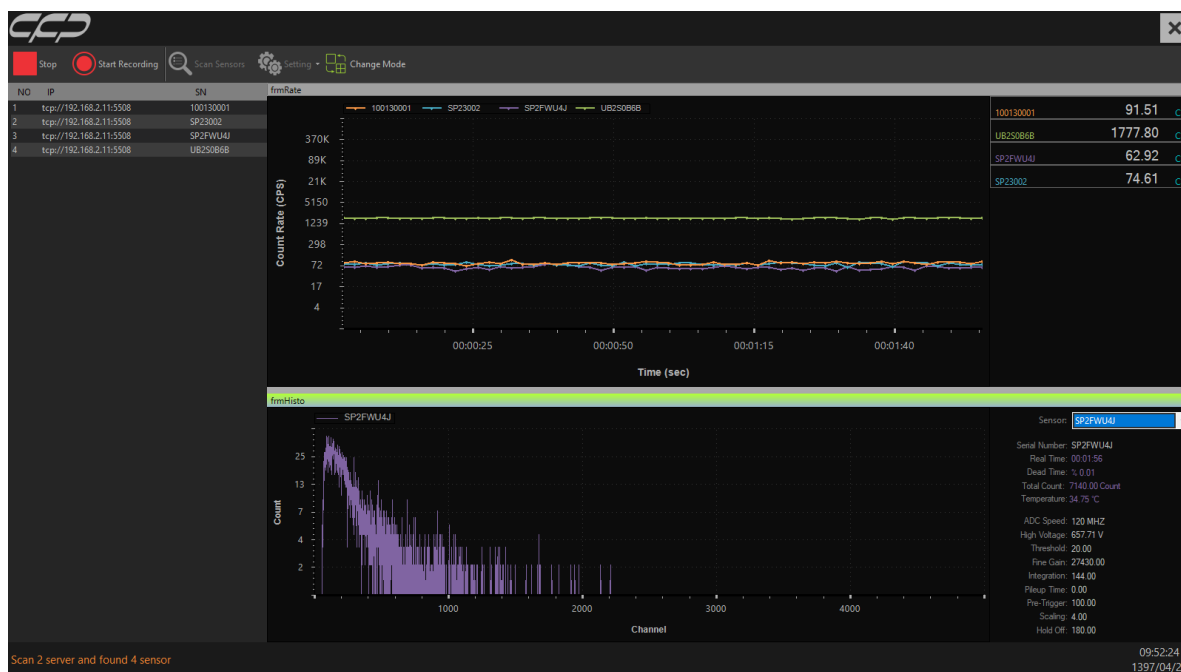 CFP
Stop Start Recording Scan Sensors Setting Change Mode
NO IP SN
1 tcp://192.168.2.11:5508 100130001
2 tcp://192.168.2.11:5508 SP23002
3 tcp://192.168.2.11:5508 SP2FWU4J
4 tcp://192.168.2.11:5508 UB2S0B6B
frmRate
100130001 SP23002 SP2FWU4J UB2S0B6B
370K
89K
21K
5150
1239
298
72
17
4
Count Rate (CPS)
00:00:25 00:00:50 00:01:15 00:01:40
Time (sec)
100130001 91.51 C
UB2S0B6B 1777.80 C
SP2FWU4J 62.92 C
SP23002 74.61 C
frmHisto
SP2FWU4J
25
13
7
4
2
Count
1000 2000 3000 4000
Channel
Sensor: SP2FWU4J
Serial Number: SP2FWU4J
Real Time: 00:01:56
Dead Time: % 0.01
Total Count: 7140.00 Count
Temperature: 34.75 °C
ADC Speed: 120 MHZ
High Voltage: 657.71 V
Threshold: 20.00
Fine Gain: 27430.00
Integration: 144.00
Pileup Time: 0.00
Pre-Trigger: 100.00
Scaling: 4.00
Hold Off: 180.00
Scan 2 server and found 4 sensor
09:52:24
1397/04/2